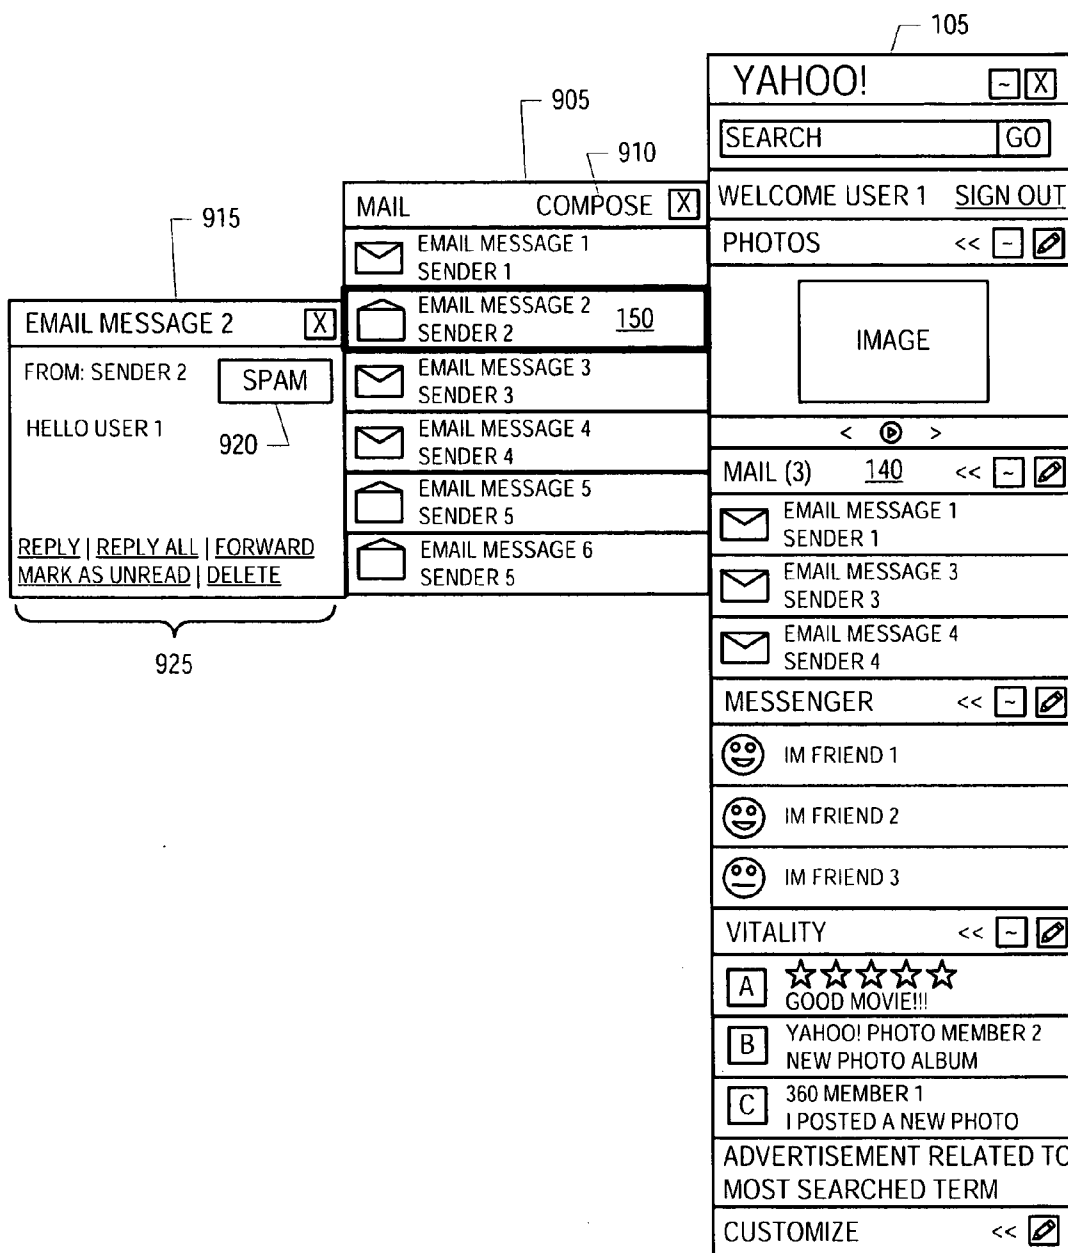 105
YAHOO! ~ X
SEARCH GO
WELCOME USER 1 SIGN OUT
PHOTOS << ~
IMAGE
< >
MAIL (3) 140 << ~
EMAIL MESSAGE 1
SENDER 1
EMAIL MESSAGE 3
SENDER 3
EMAIL MESSAGE 4
SENDER 4
MESSENGER << ~
IM FRIEND 1
IM FRIEND 2
IM FRIEND 3
VITALITY << ~
A
GOOD MOVIE!!!
B YAHOO! PHOTO MEMBER 2
NEW PHOTO ALBUM
C 360 MEMBER 1
I POSTED A NEW PHOTO
ADVERTISEMENT RELATED TO
MOST SEARCHED TERM
CUSTOMIZE <<
905
910
MAIL COMPOSE X
EMAIL MESSAGE 1
SENDER 1
EMAIL MESSAGE 2
SENDER 2 150
EMAIL MESSAGE 3
SENDER 3
EMAIL MESSAGE 4
SENDER 4
EMAIL MESSAGE 5
SENDER 5
EMAIL MESSAGE 6
SENDER 5
915
EMAIL MESSAGE 2 X
FROM: SENDER 2 SPAM
HELLO USER 1
920
REPLY | REPLY ALL | FORWARD
MARK AS UNREAD | DELETE
925